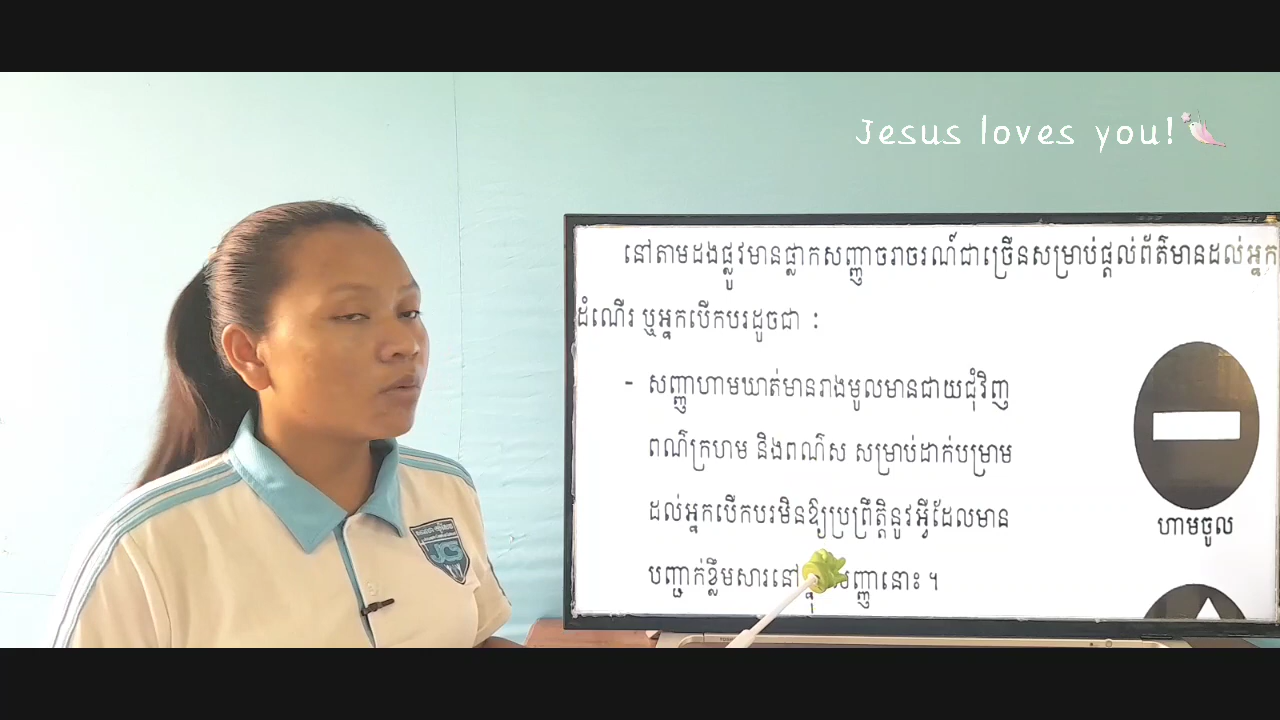 Jesus loves you!
នៅតាមដងផ្លូវមានផ្លាកសញ្ញាចរាចរណ៍ជាច្រើនសម្រាប់ផ្ដល់ព័ត៌មានដល់អ្នក
ដំណើរ ឬអ្នកបើកបរដូចជា ៖
- សញ្ញាហាមឃាត់មានរាងមូលមានជាយជុំវិញ
ពណ៌ក្រហម និងពណ៌ស សម្រាប់ដាក់បម្រាម
ដល់អ្នកបើកបរមិនឱ្យប្រព្រឹត្តិនូវអ្វីដែលមាន
បញ្ជាក់ខ្លឹមសារនៅ សញ្ញានោះ ។
ហាមចូល
JCS